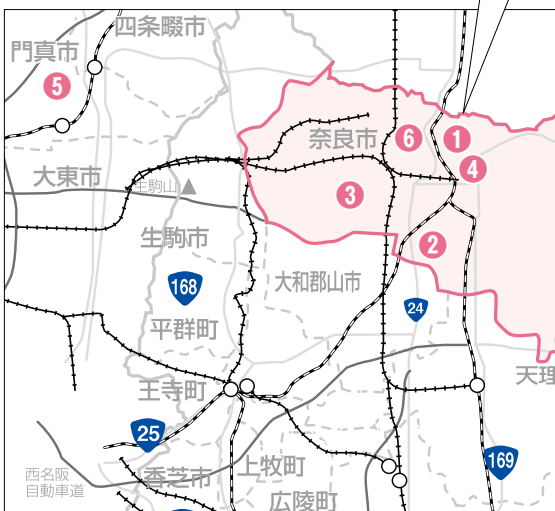 四条畷市
門真市
5
奈良市
6
1
4
大東市
生駒山
3
生駒市
2
168
大和郡山市
24
平群町
天理
王寺町
25
169
西名阪
自動車道
香芝市
上牧町
広陵町